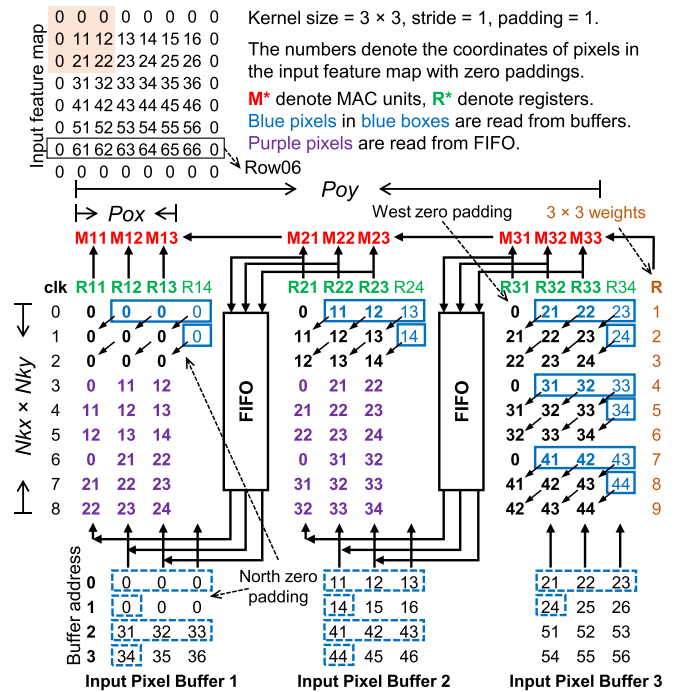 0 0 0 0 0 0 0 0
Kernel size = 3 × 3, stride = 1, padding = 1.
0 11 12 13 14 15 16 0
0 21 22 23 24 25 26 0
0 31 32 33 34 35 36 0
0 41 42 43 44 45 46 0
0 51 52 53 54 55 56 0
0 61 62 63 64 65 66 0
0 0 0 0 0 0 0 0
Input feature map
The numbers denote the coordinates of pixels in
the input feature map with zero paddings.
M* denote MAC units, R* denote registers.
Blue pixels in blue boxes are read from buffers.
Purple pixels are read from FIFO.
Row06
Poy
Pox
West zero padding
3 × 3 weights
M11 M12 M13 M21 M22 M23 M31 M32 M33
clk R11 R12 R13 R14 R21 R22 R23 R24 R31 R32 R33 R34 R
0 0 0 0 0 0 11 12 13 0 21 22 23 1
1 0 0 0 0 11 12 13 14 21 22 23 24 2
2 0 0 0 12 13 14 22 23 24 3
3 0 11 12 0 21 22 0 31 32 33 4
4 11 12 13 21 22 23 31 32 33 34 5
5 12 13 14 22 23 24 32 33 34 6
6 0 21 22 0 31 32 0 41 42 43 7
7 21 22 23 31 32 33 41 42 43 44 8
8 22 23 24 32 33 34 42 43 44 9
Nkx × Nky
FIFO
FIFO
North zero
padding
Buffer address
0 0 0 0 11 12 13 21 22 23
1 0 0 0 14 15 16 24 25 26
2 31 32 33 41 42 43 51 52 53
3 34 35 36 44 45 46 54 55 56
Input Pixel Buffer 1 Input Pixel Buffer 2 Input Pixel Buffer 3